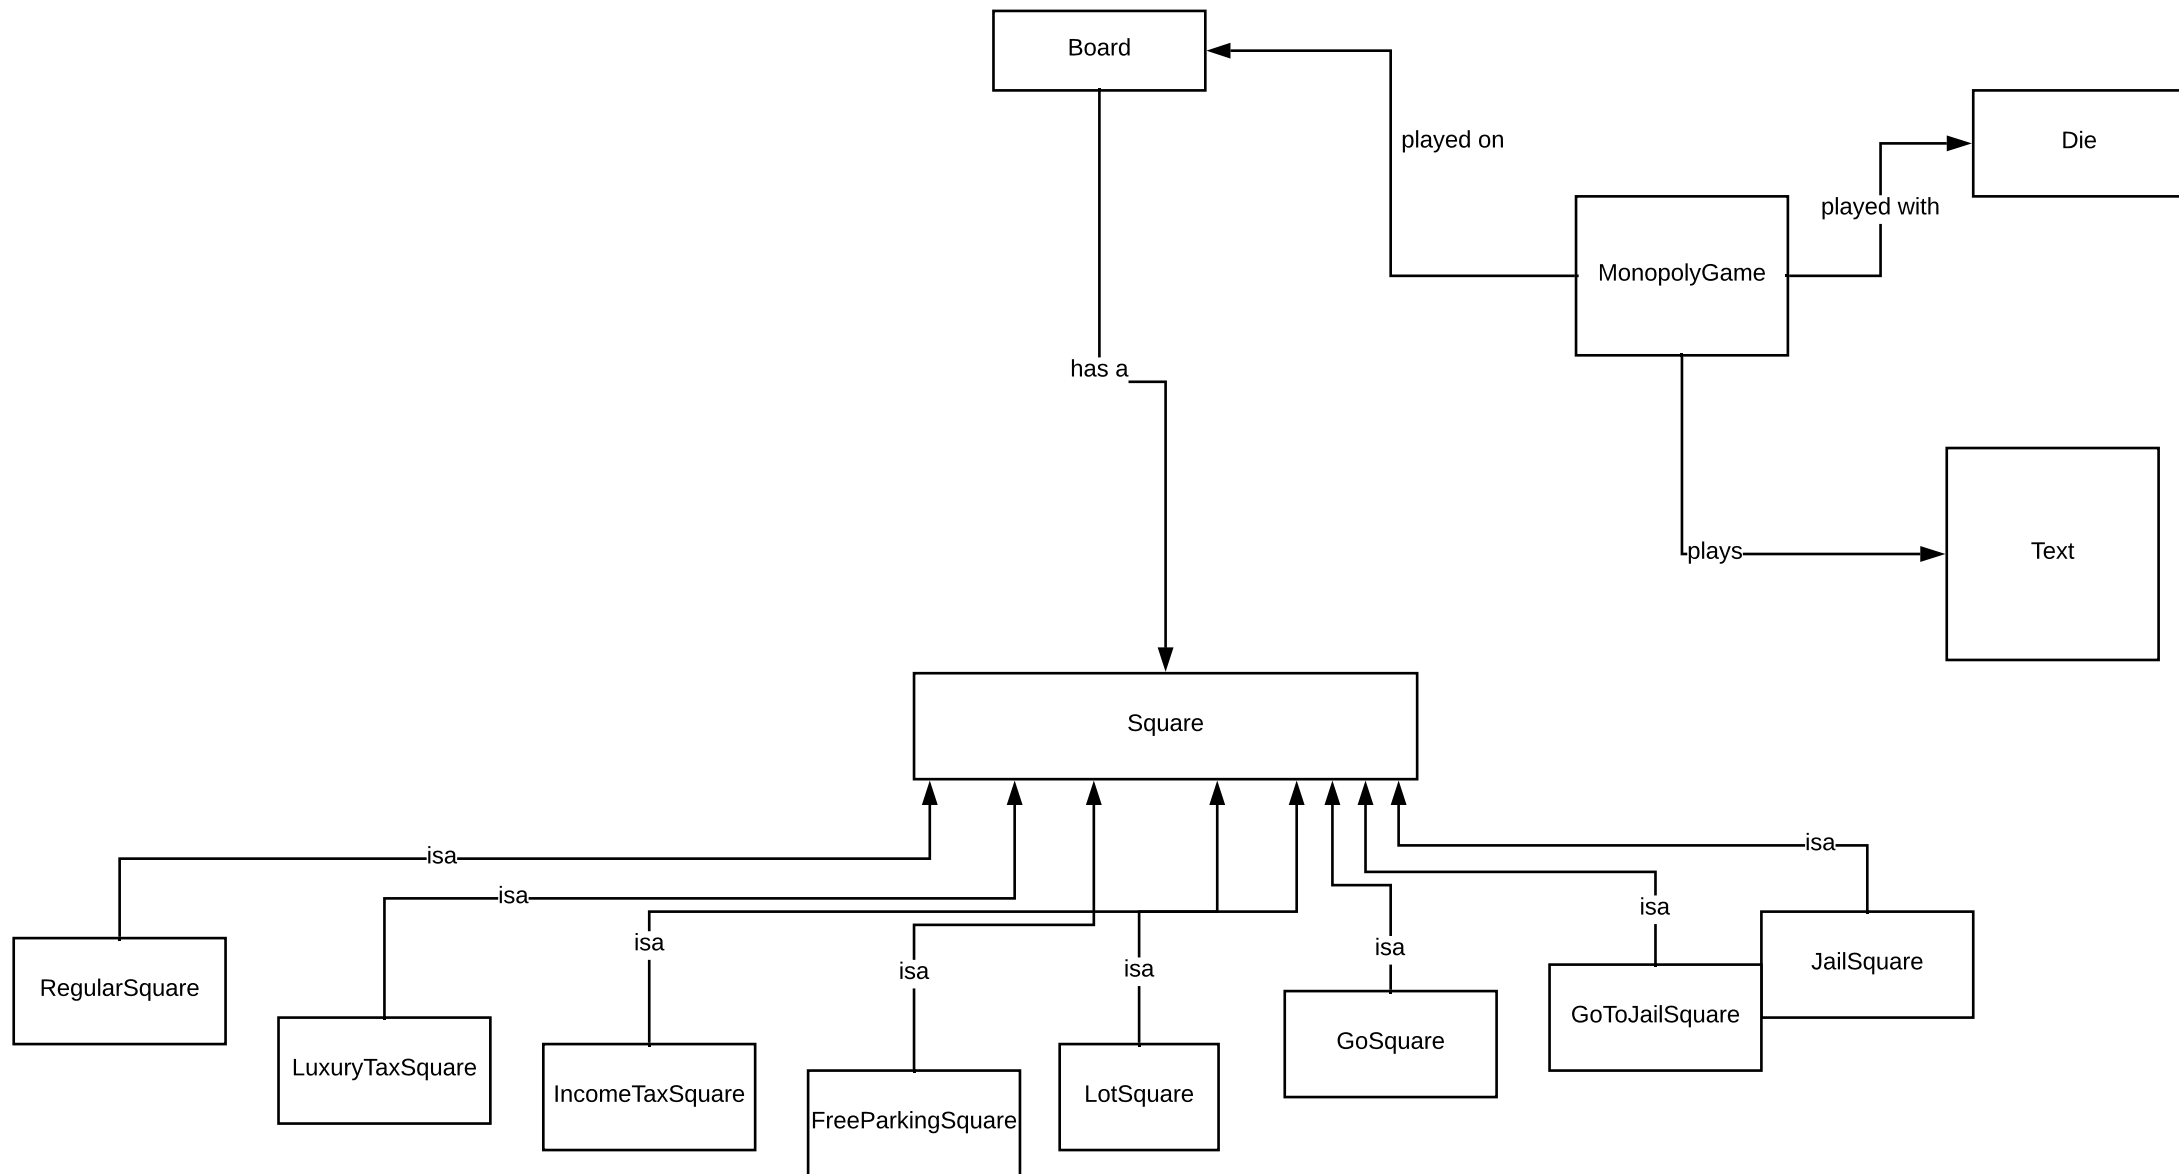 Board
played on
Die
played with
MonopolyGame
has a
plays
Text
Square
isa
isa
isa
isa
isa
isa
isa
isa
RegularSquare
LuxuryTaxSquare
IncomeTaxSquare
FreeParkingSquare
LotSquare
GoSquare
GoToJailSquare
JailSquare